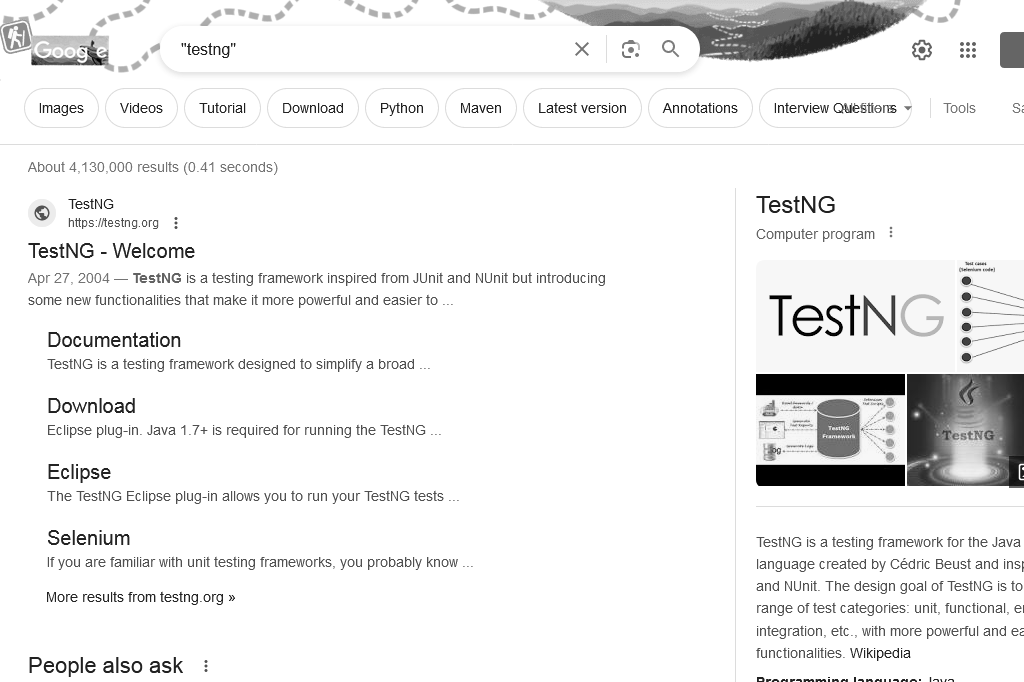 Google
"testng"
Images
Videos
Tutorial
Download
Python
Maven
Latest version
Annotations
Interview Questions
Tools
About 4,130,000 results (0.41 seconds)
TestNG
https://testng.org
TestNG - Welcome
Apr 27, 2004 — TestNG is a testing framework inspired from JUnit and NUnit but introducing
some new functionalities that make it more powerful and easier to ...
Documentation
TestNG is a testing framework designed to simplify a broad ...
Download
Eclipse plug-in. Java 1.7+ is required for running the TestNG ...
Eclipse
The TestNG Eclipse plug-in allows you to run your TestNG tests ...
Selenium
If you are familiar with unit testing frameworks, you probably know ...
More results from testng.org »
People also ask
TestNG
Computer program
TestNG
Test cases
(Selenium code)
TestNG
Framework
TestNG
TestNG is a testing framework for the Java
language created by Cédric Beust and
and NUnit. The design goal of TestNG is to
range of test categories: unit, functional,
integration, etc., with more powerful and
functionalities. Wikipedia
Programming language: Java